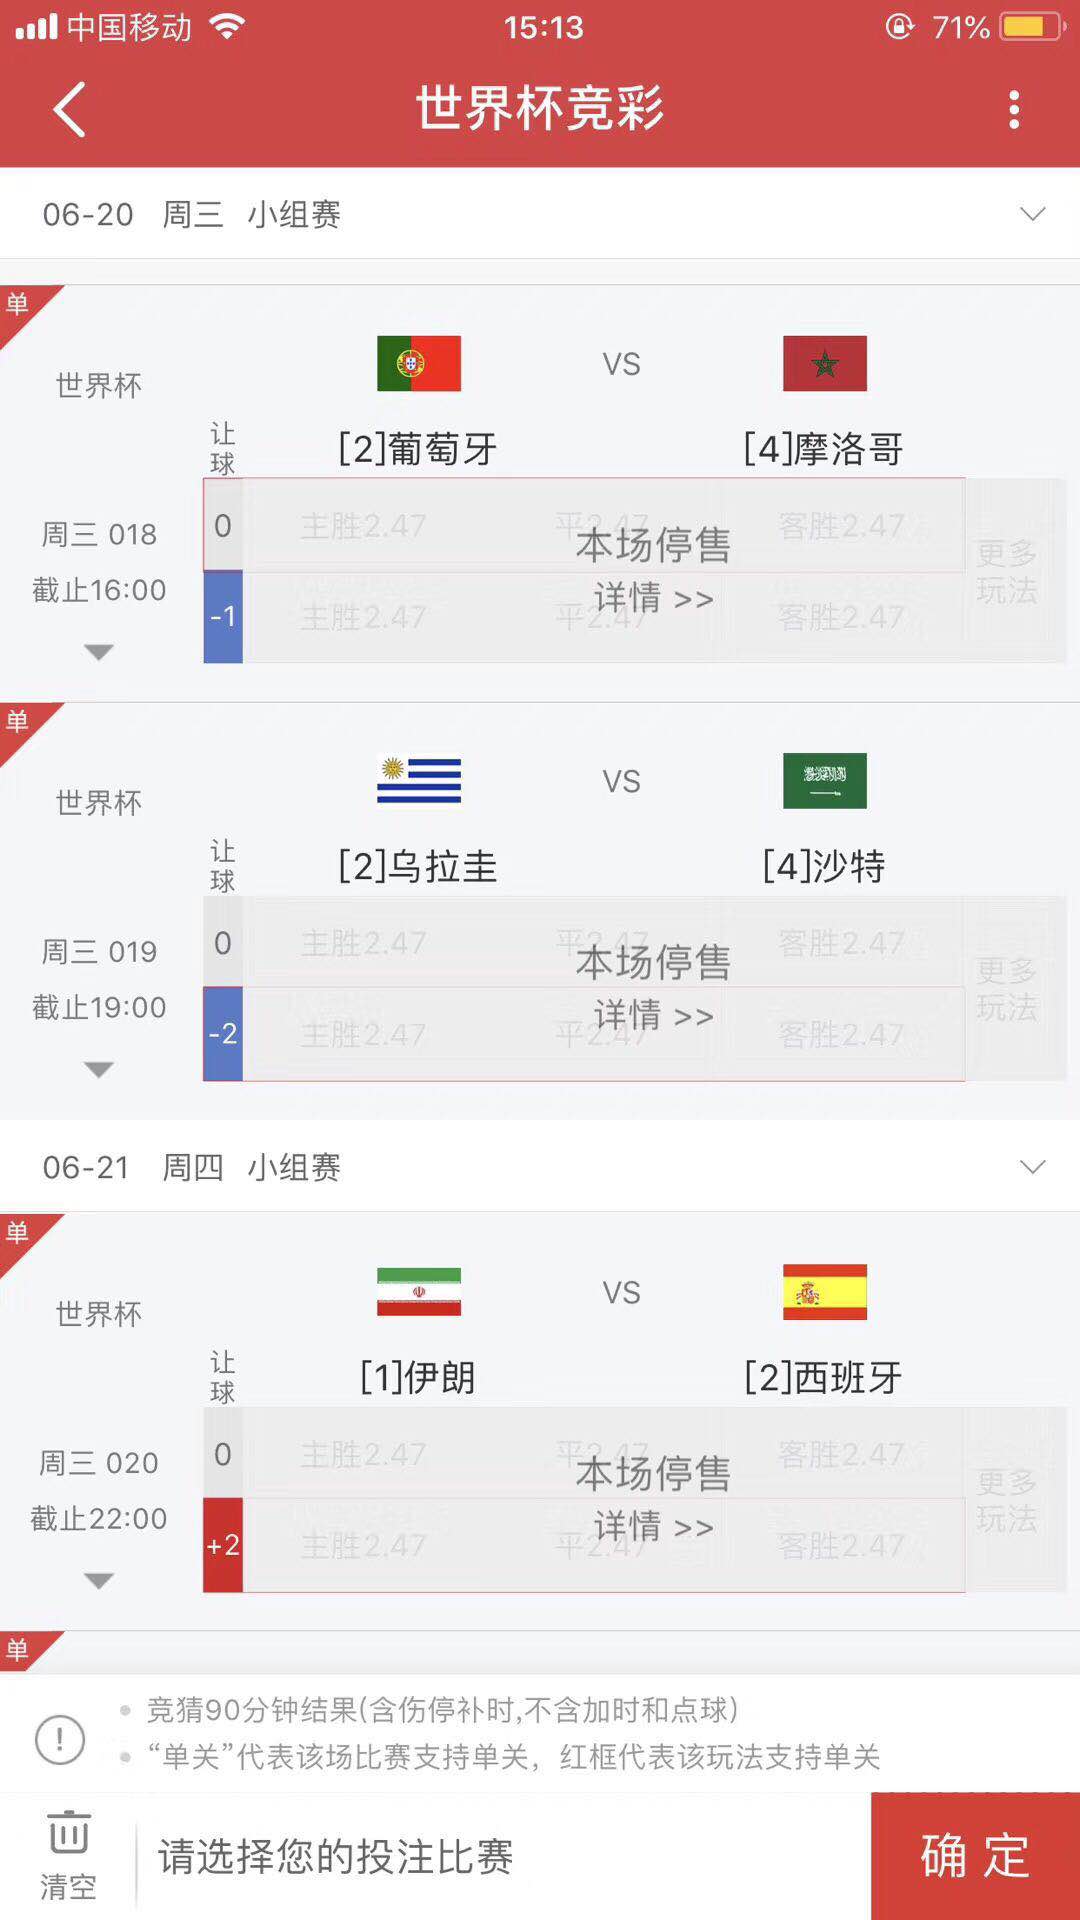 中国移动 15:13 71%
世界杯竞彩
06-20 周三 小组赛
单
世界杯
VS
让球
[2]葡萄牙 [4]摩洛哥
周三 018
截止16:00
0 主胜2.47 平2.47 客胜2.47
本场停售
详情 >>
更多
玩法
-1 主胜2.47 平2.47 客胜2.47
单
世界杯
VS
让球
[2]乌拉圭 [4]沙特
周三 019
截止19:00
0 主胜2.47 平2.47 客胜2.47
本场停售
详情 >>
更多
玩法
-2 主胜2.47 平2.47 客胜2.47
06-21 周四 小组赛
单
世界杯
VS
让球
[1]伊朗 [2]西班牙
周三 020
截止22:00
0 主胜2.47 平2.47 客胜2.47
本场停售
详情 >>
更多
玩法
+2 主胜2.47 平2.47 客胜2.47
单
竞猜90分钟结果(含伤停补时,不含加时和点球)
“单关”代表该场比赛支持单关，红框代表该玩法支持单关
清空
请选择您的投注比赛
确定